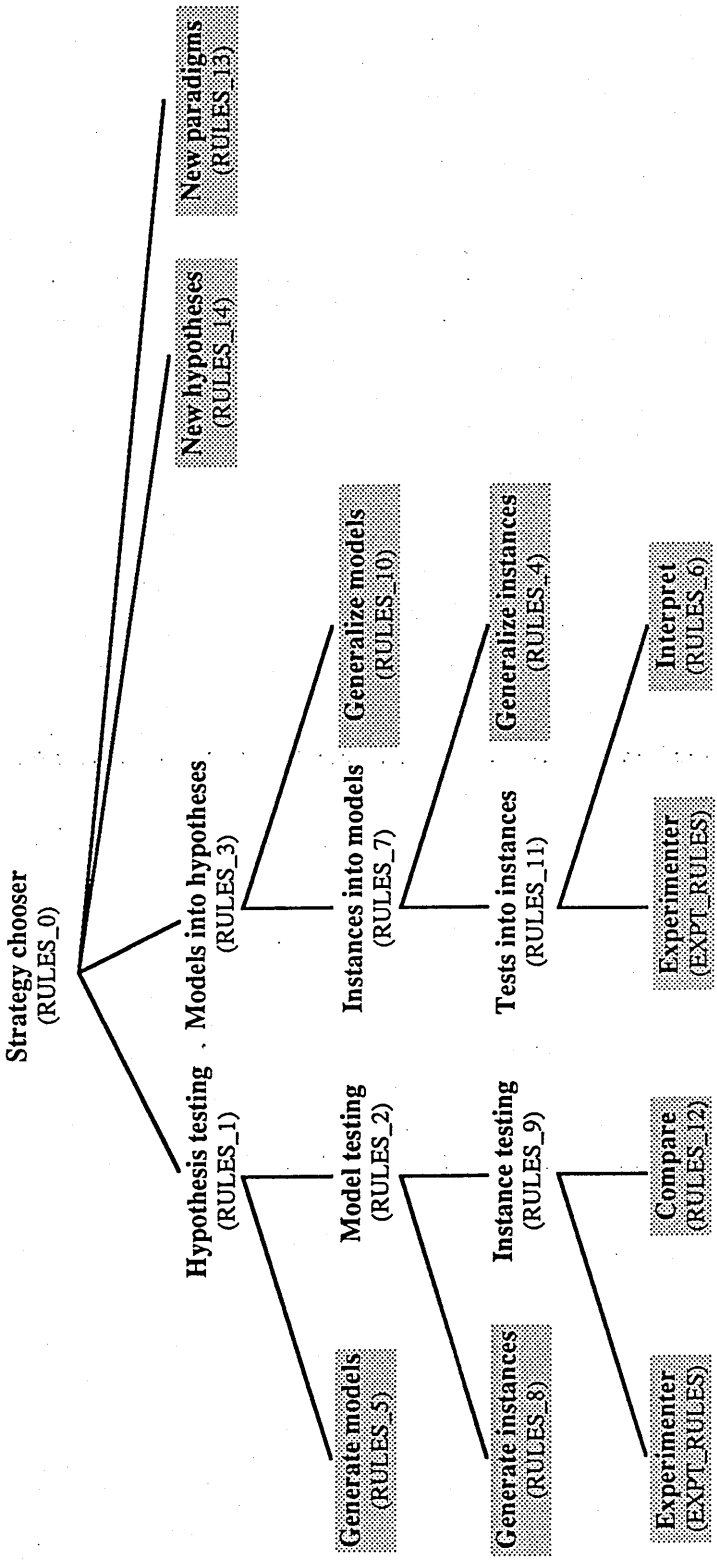 Strategy chooser
(RULES_0)
Hypothesis testing
(RULES_1)
Models into hypotheses
(RULES_3)
New hypotheses
(RULES_14)
New paradigms
(RULES_13)
Generate models
(RULES_5)
Model testing
(RULES_2)
Instances into models
(RULES_7)
Generalize models
(RULES_10)
Generate instances
(RULES_8)
Instance testing
(RULES_9)
Tests into instances
(RULES_11)
Generalize instances
(RULES_4)
Experimenter
(EXPT_RULES)
Compare
(RULES_12)
Experimenter
(EXPT_RULES)
Interpret
(RULES_6)